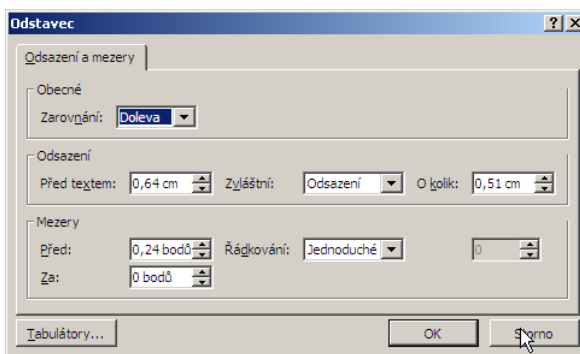 Odstavec
Odsazení a mezery
Obecné
Zarovnání: Doleva
Odsazení
Před textem: 0,64 cm Zvláštní: Odsazení O kolik: 0,51 cm
Mezery
Před: 0,24 bodů Řádkování: Jednoduché 0
Za: 0 bodů
Tabulátory... OK Storno